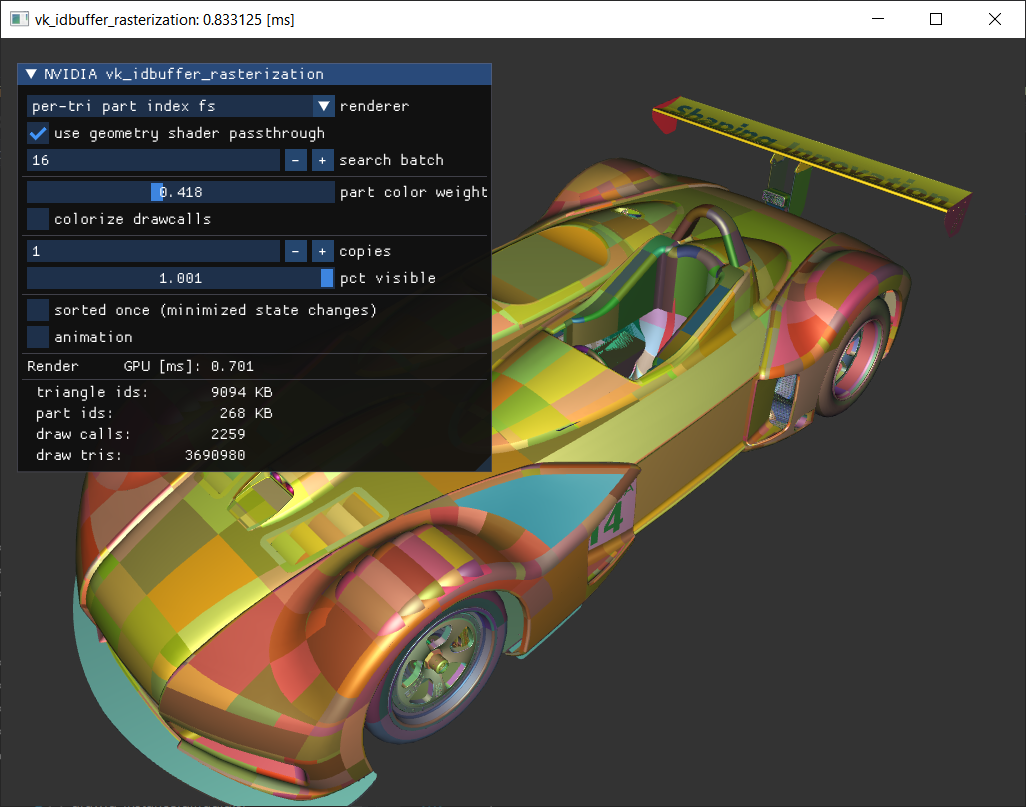 vk_idbuffer_rasterization: 0.833125 [ms]
NVIDIA vk_idbuffer_rasterization
per-tri part index fs renderer
use geometry shader passthrough
16 - + search batch
0.418 part color weight
colorize drawcalls
1 - + copies
1.001 pct visible
sorted once (minimized state changes)
animation
Render GPU [ms]: 0.701
triangle ids: 9094 KB
part ids: 268 KB
draw calls: 2259
draw tris: 3690980
Shaping Innovation
14